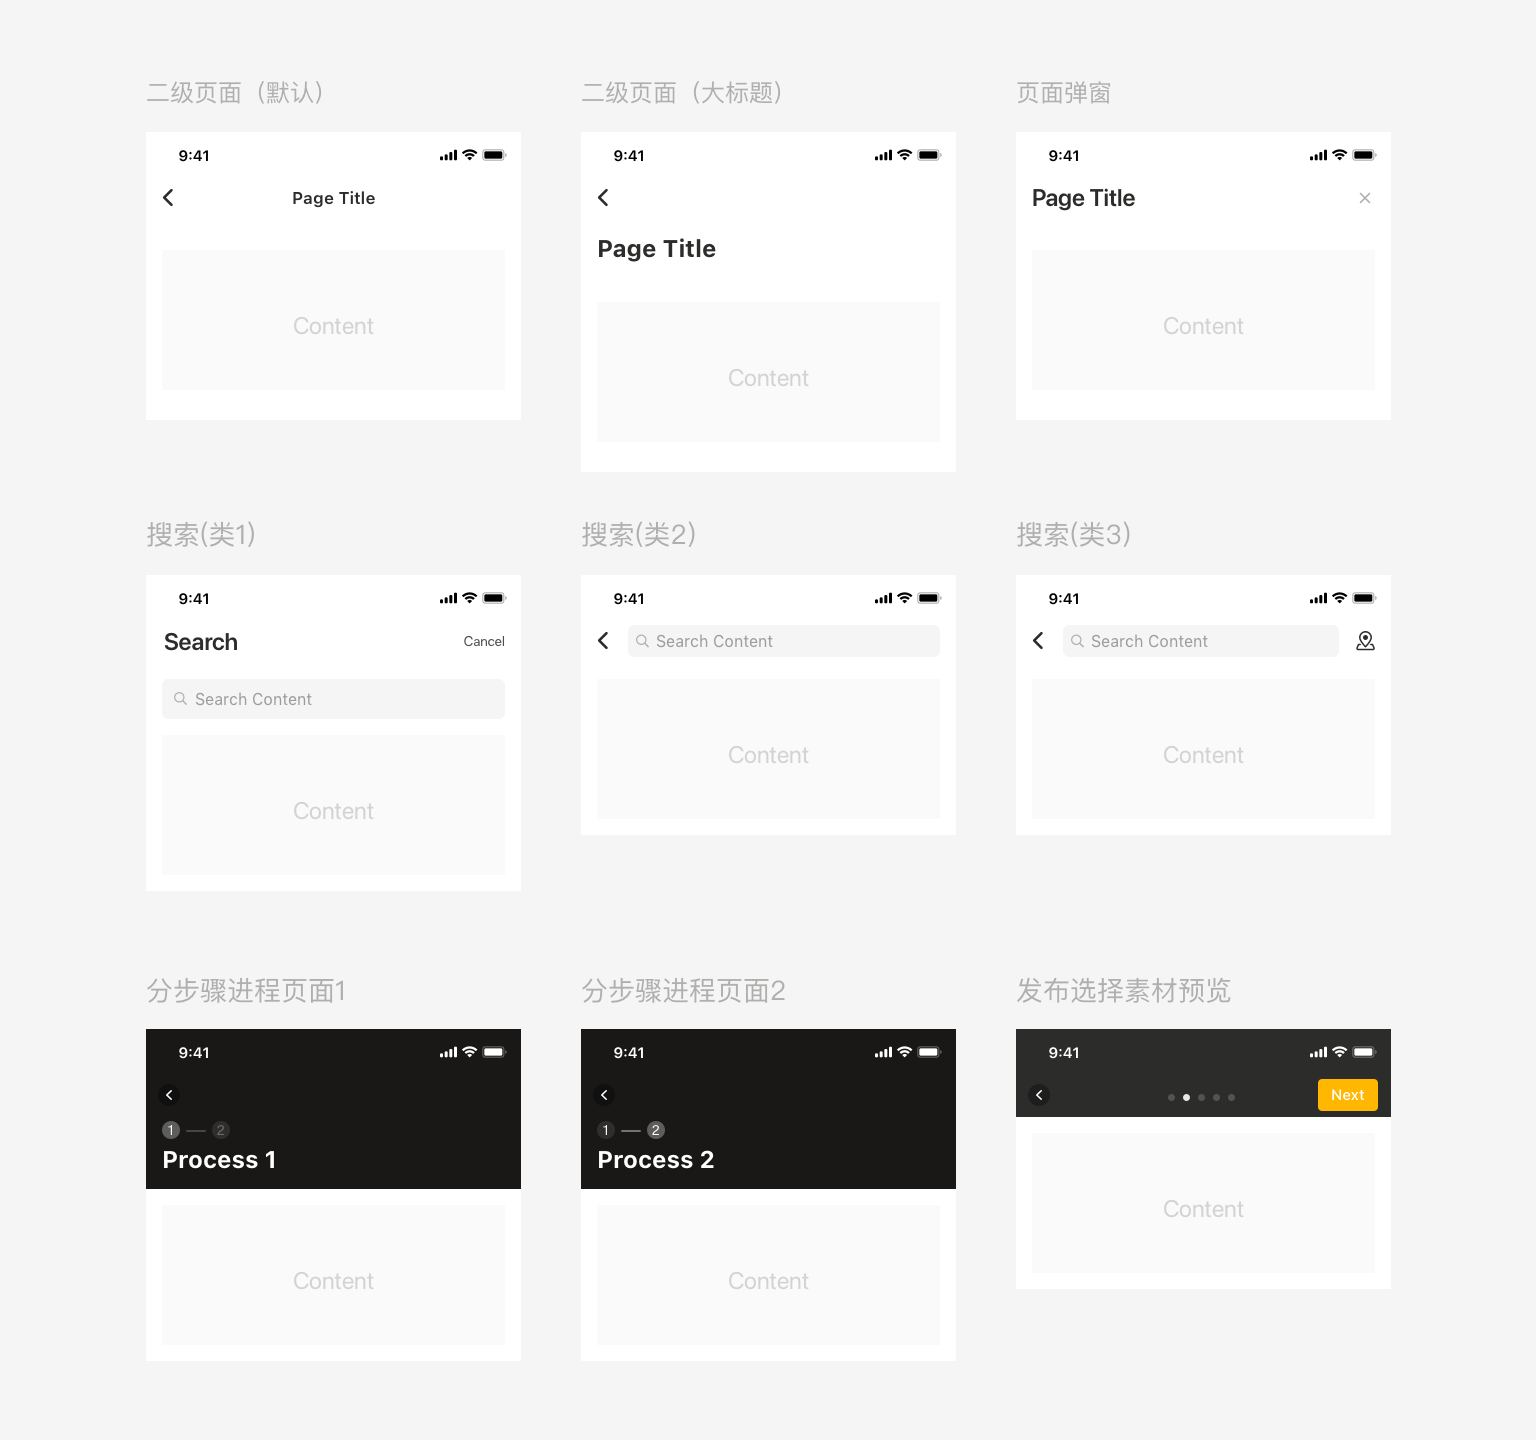 二级页面（默认）
二级页面（大标题）
页面弹窗
9:41
9:41
9:41
Page Title
Page Title
Page Title
Content
Content
Content
搜索(类1)
搜索(类2)
搜索(类3)
9:41
9:41
9:41
Search
Cancel
Search Content
Search Content
Search Content
Content
Content
Content
分步骤进程页面1
分步骤进程页面2
发布选择素材预览
9:41
9:41
9:41
Next
1 2
1 2
Process 1
Process 2
Content
Content
Content